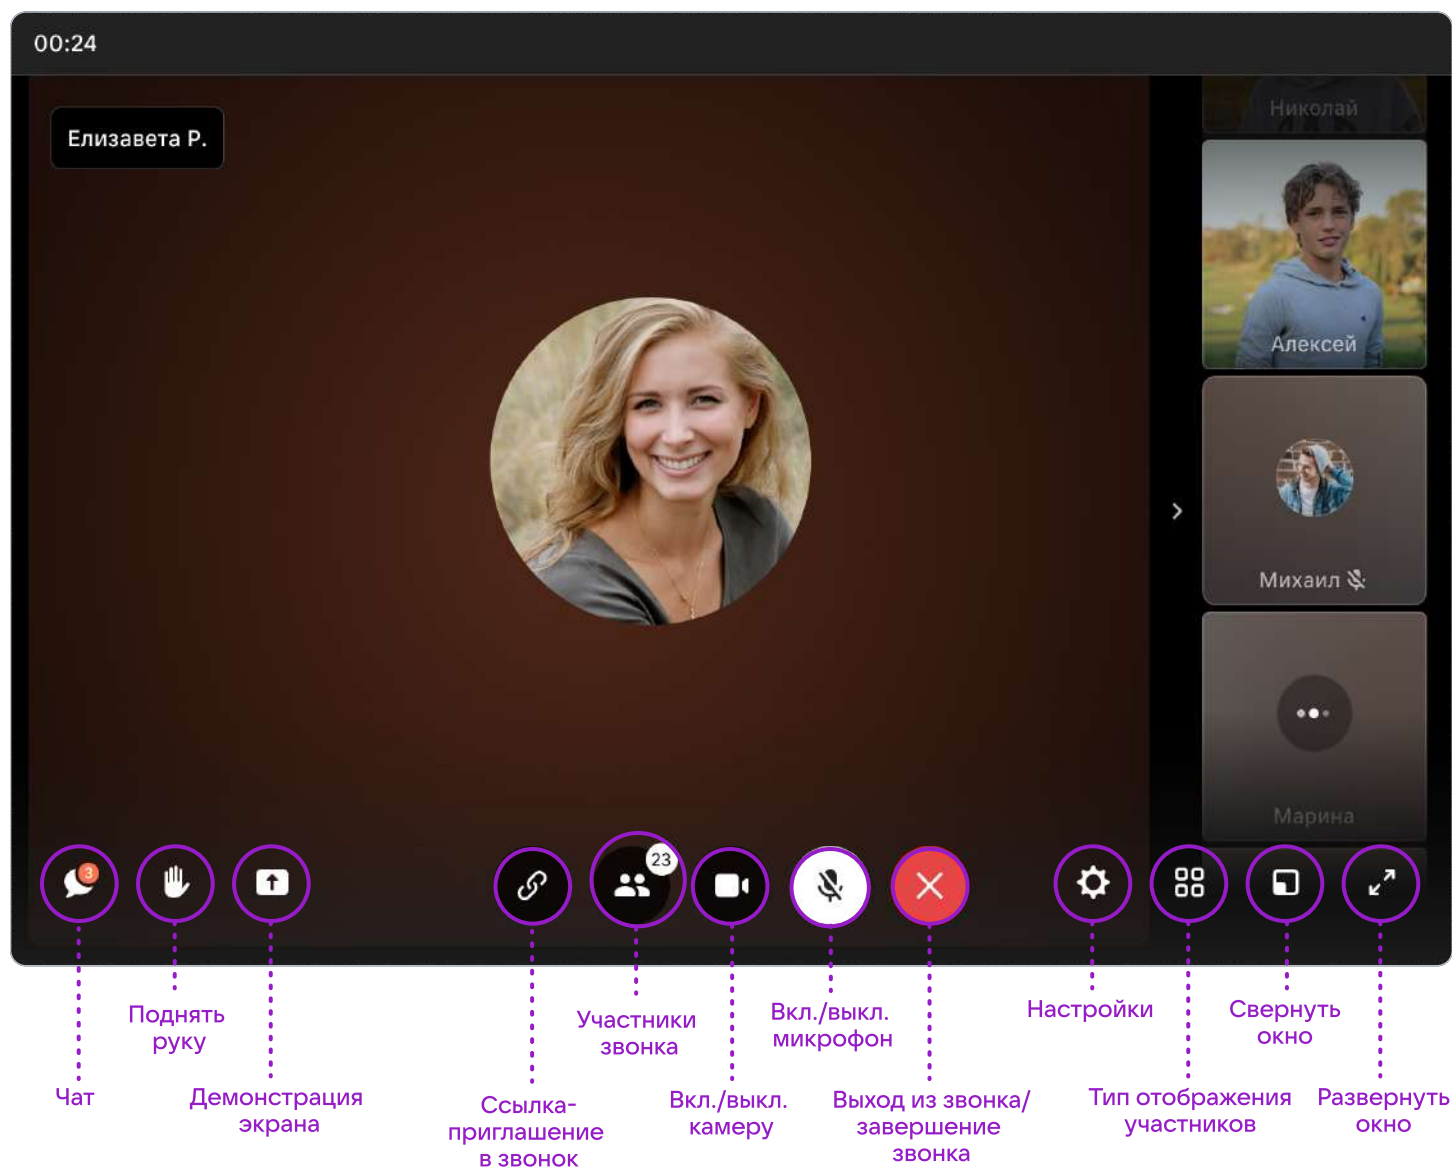 00:24
Елизавета Р.
Николай
Алексей
Михаил
Марина
3
23
Поднять
руку
Участники
звонка
Вкл./выкл.
микрофон
Настройки
Свернуть
окно
Чат
Демонстрация
экрана
Ссылка-
приглашение
в звонок
Вкл./выкл.
камеру
Выход из звонка/
завершение
звонка
Тип отображения
участников
Развернуть
окно